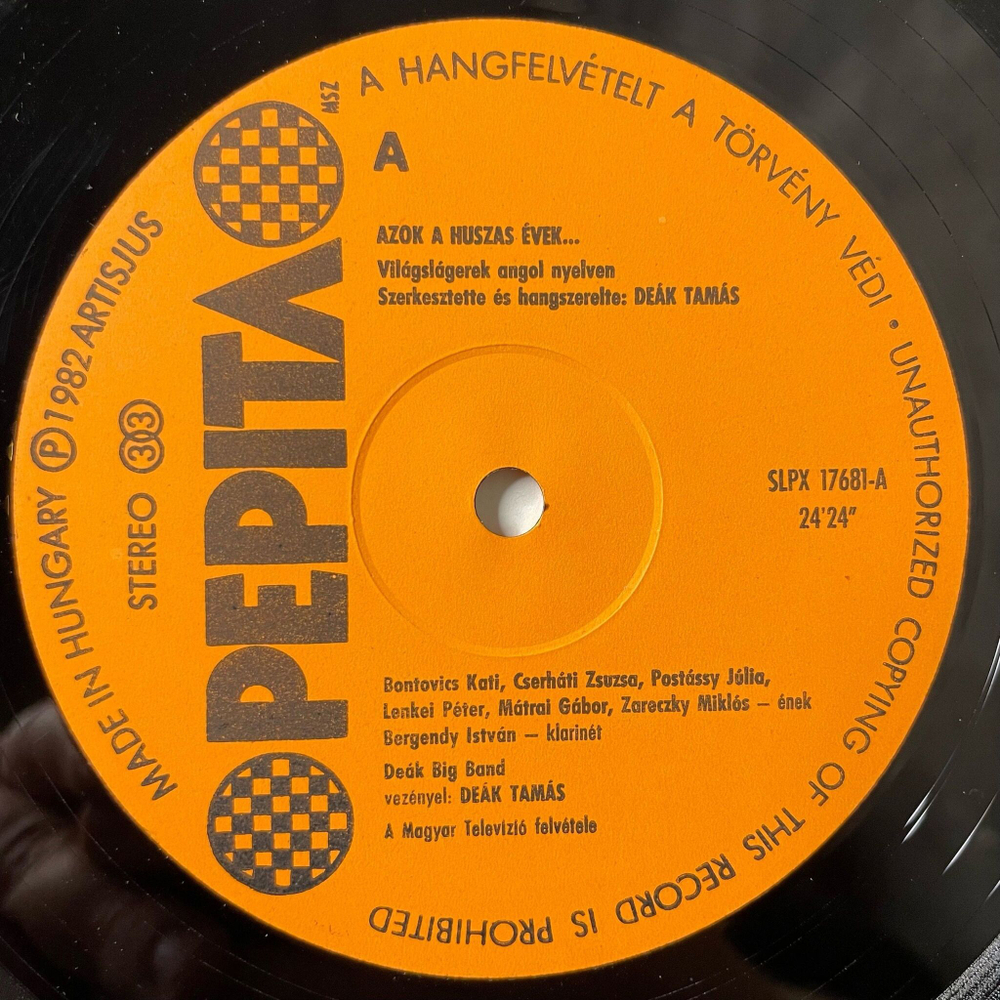 A HANGFELVÉTELT A TÖRVÉNY VÉDI • UNAUTHORIZED COPYING OF THIS RECORD IS PROHIBITED
MADE IN HUNGARY Ⓟ 1982 ARTISJUS
STEREO 33
PEPITA
MSZ
A
AZOK A HUSZAS ÉVEK...
Világslágerek angol nyelven
Szerkesztette és hangszerelte: DEÁK TAMÁS
SLPX 17681-A
24'24"
Bontovics Kati, Cserháti Zsuzsa, Postássy Júlia,
Lenkei Péter, Mátrai Gábor, Zareczky Miklós — ének
Bergendy István — klarinét
Deák Big Band
vezényel: DEÁK TAMÁS
A Magyar Televízió felvétele